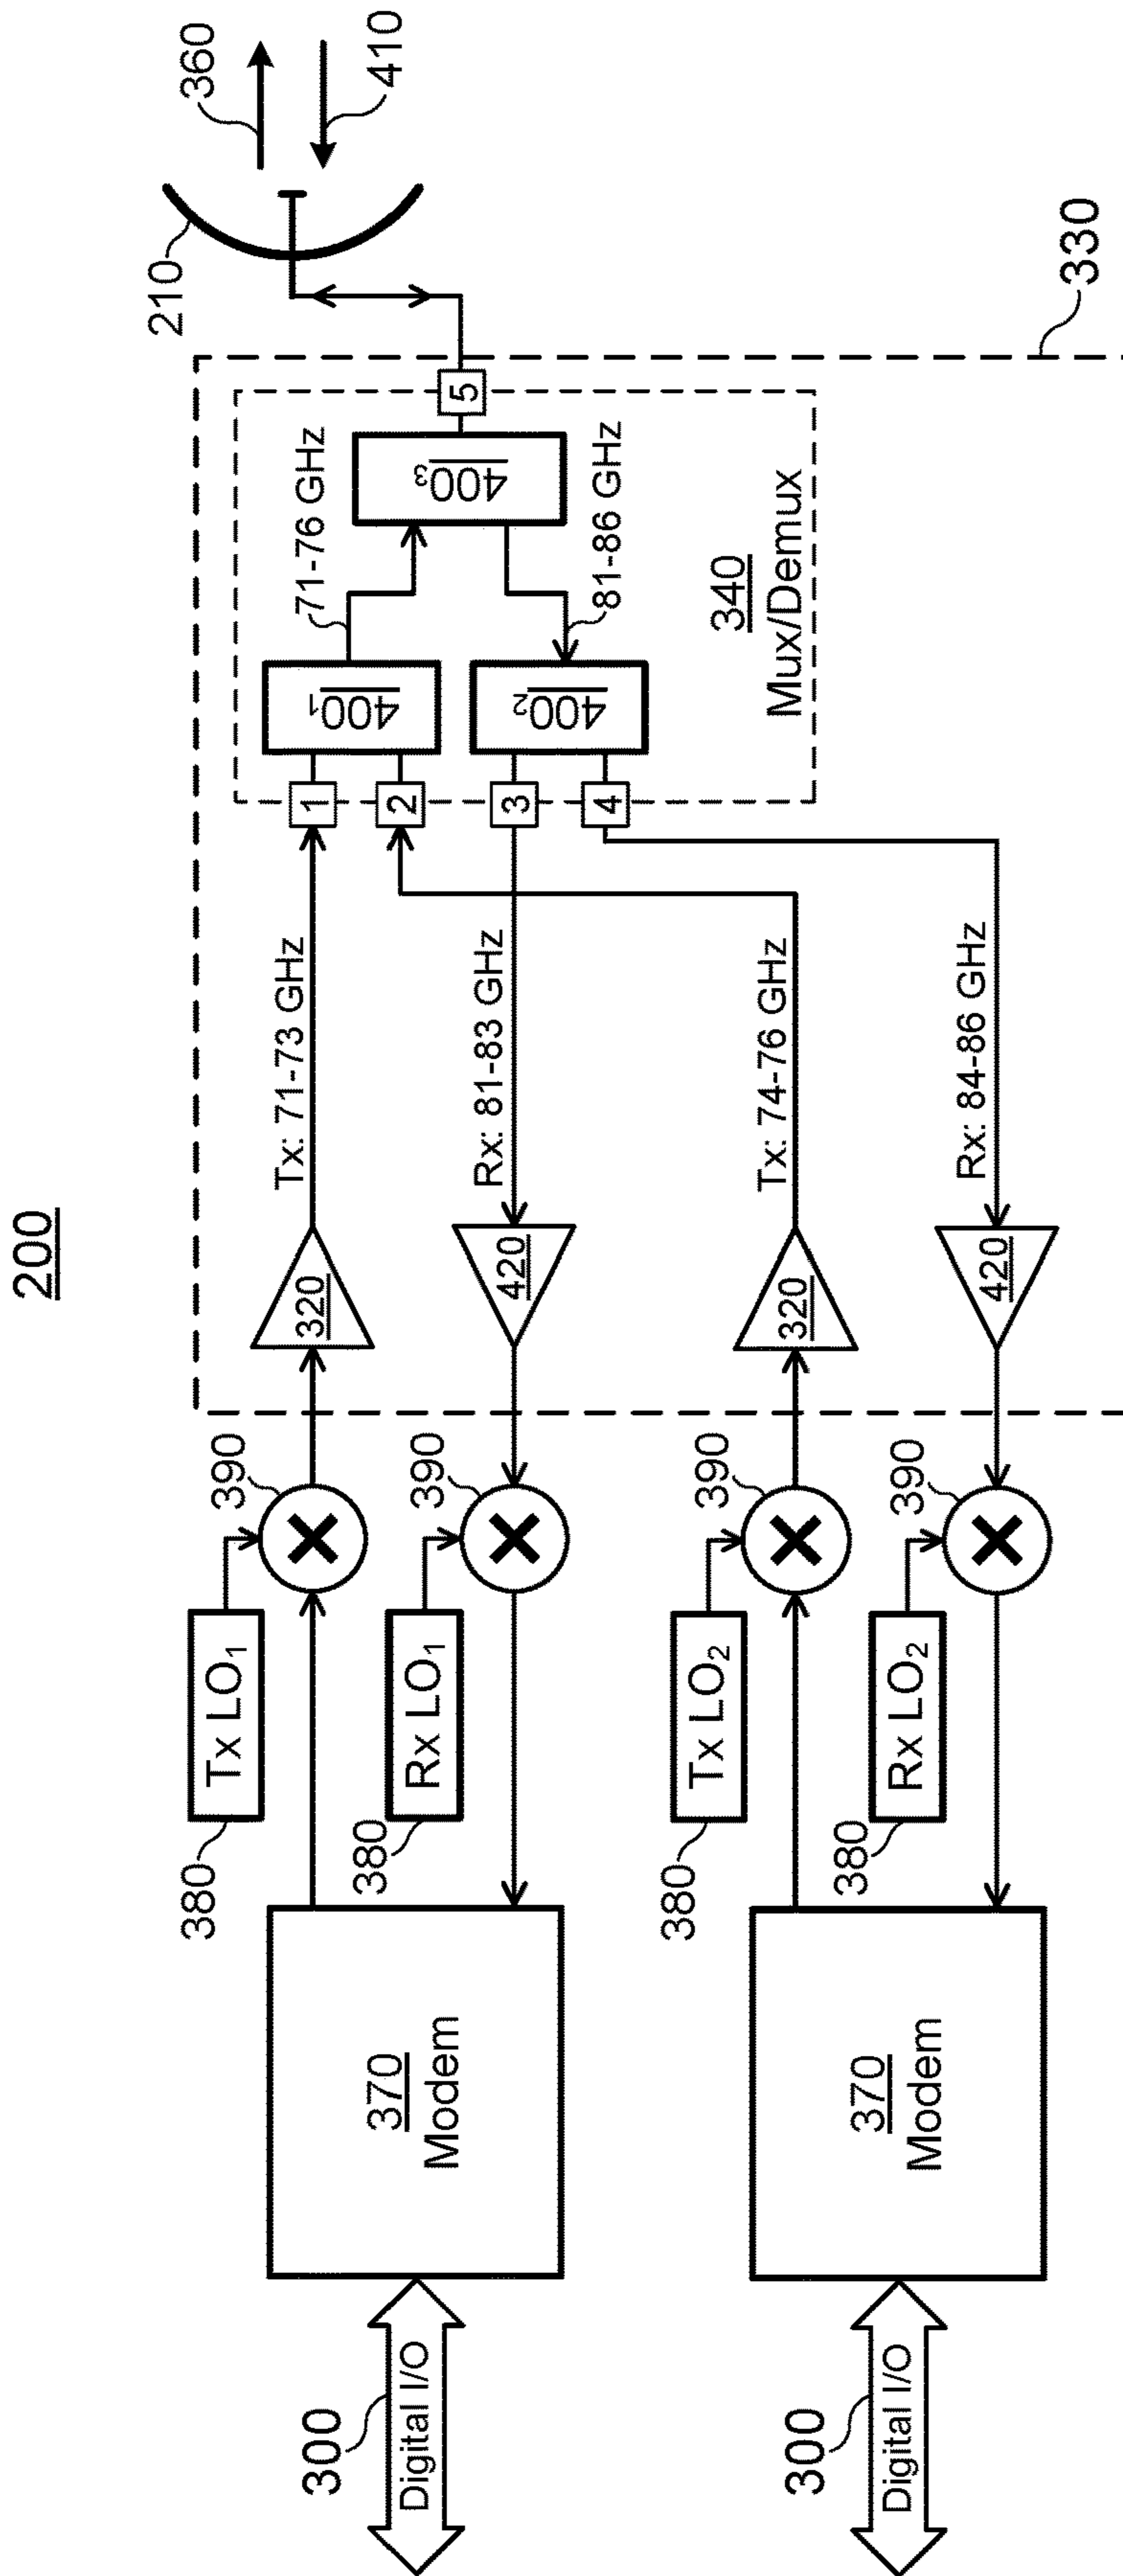 200
300
Digital I/O
370
Modem
380
Tx LO1
390
320
Tx: 71-73 GHz
380
Rx LO1
390
420
Rx: 81-83 GHz
300
Digital I/O
370
Modem
380
Tx LO2
390
320
Tx: 74-76 GHz
380
Rx LO2
390
420
Rx: 84-86 GHz
1
2
3
4
4001
4002
71-76 GHz
81-86 GHz
4003
5
340
Mux/Demux
210
360
410
330